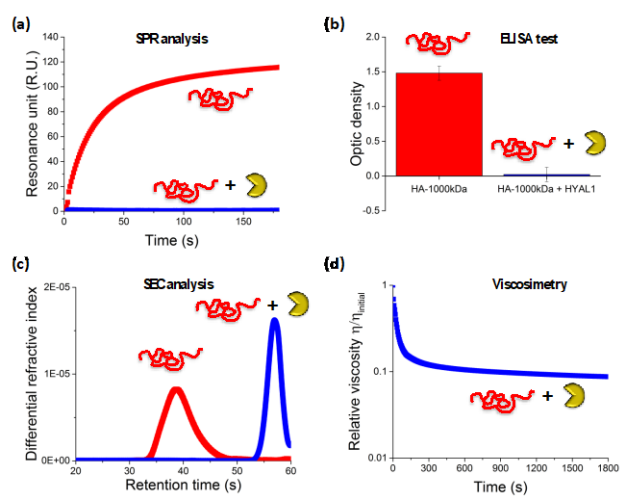 (a)
SPR analysis
Resonance unit (R.U.)
140
120
100
80
60
40
20
0
+
0
50
100
150
Time (s)
(b)
ELISA test
Optic density
2.0
1.5
1.0
0.5
0.0
-0.5
+
HA-1000kDa
HA-1000kDa + HYAL1
(c)
SEC analysis
Differential refractive index
2E-05
1E-05
0E+00
+
20
30
40
50
60
Retention time (s)
(d)
Viscosimetry
Relative viscosity η/ηinitial
1
0.1
0.01
+
0
300
600
900
1200
1500
1800
Time (s)